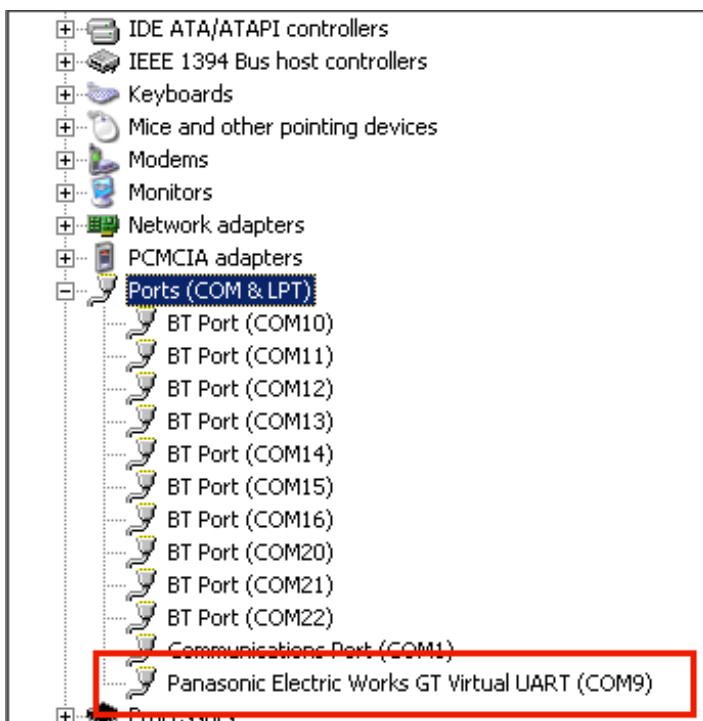 IDE ATA/ATAPI controllers
IEEE 1394 Bus host controllers
Keyboards
Mice and other pointing devices
Modems
Monitors
Network adapters
PCMCIA adapters
Ports (COM & LPT)
BT Port (COM10)
BT Port (COM11)
BT Port (COM12)
BT Port (COM13)
BT Port (COM14)
BT Port (COM15)
BT Port (COM16)
BT Port (COM20)
BT Port (COM21)
BT Port (COM22)
Communications Port (COM1)
Panasonic Electric Works GT Virtual UART (COM9)
Processors